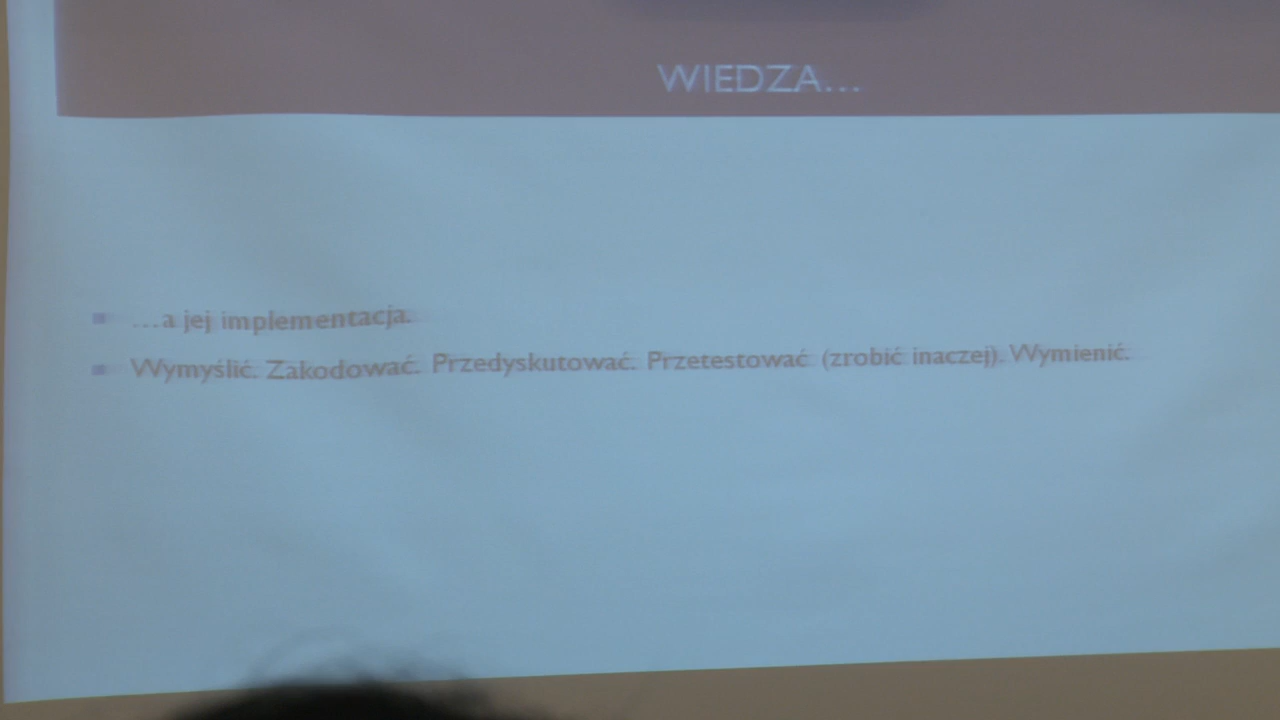 WIEDZA...
...a jej implementacja.
Wymyślić. Zakodować. Przedyskutować. Przetestować (zrobić inaczej). Wymienić.